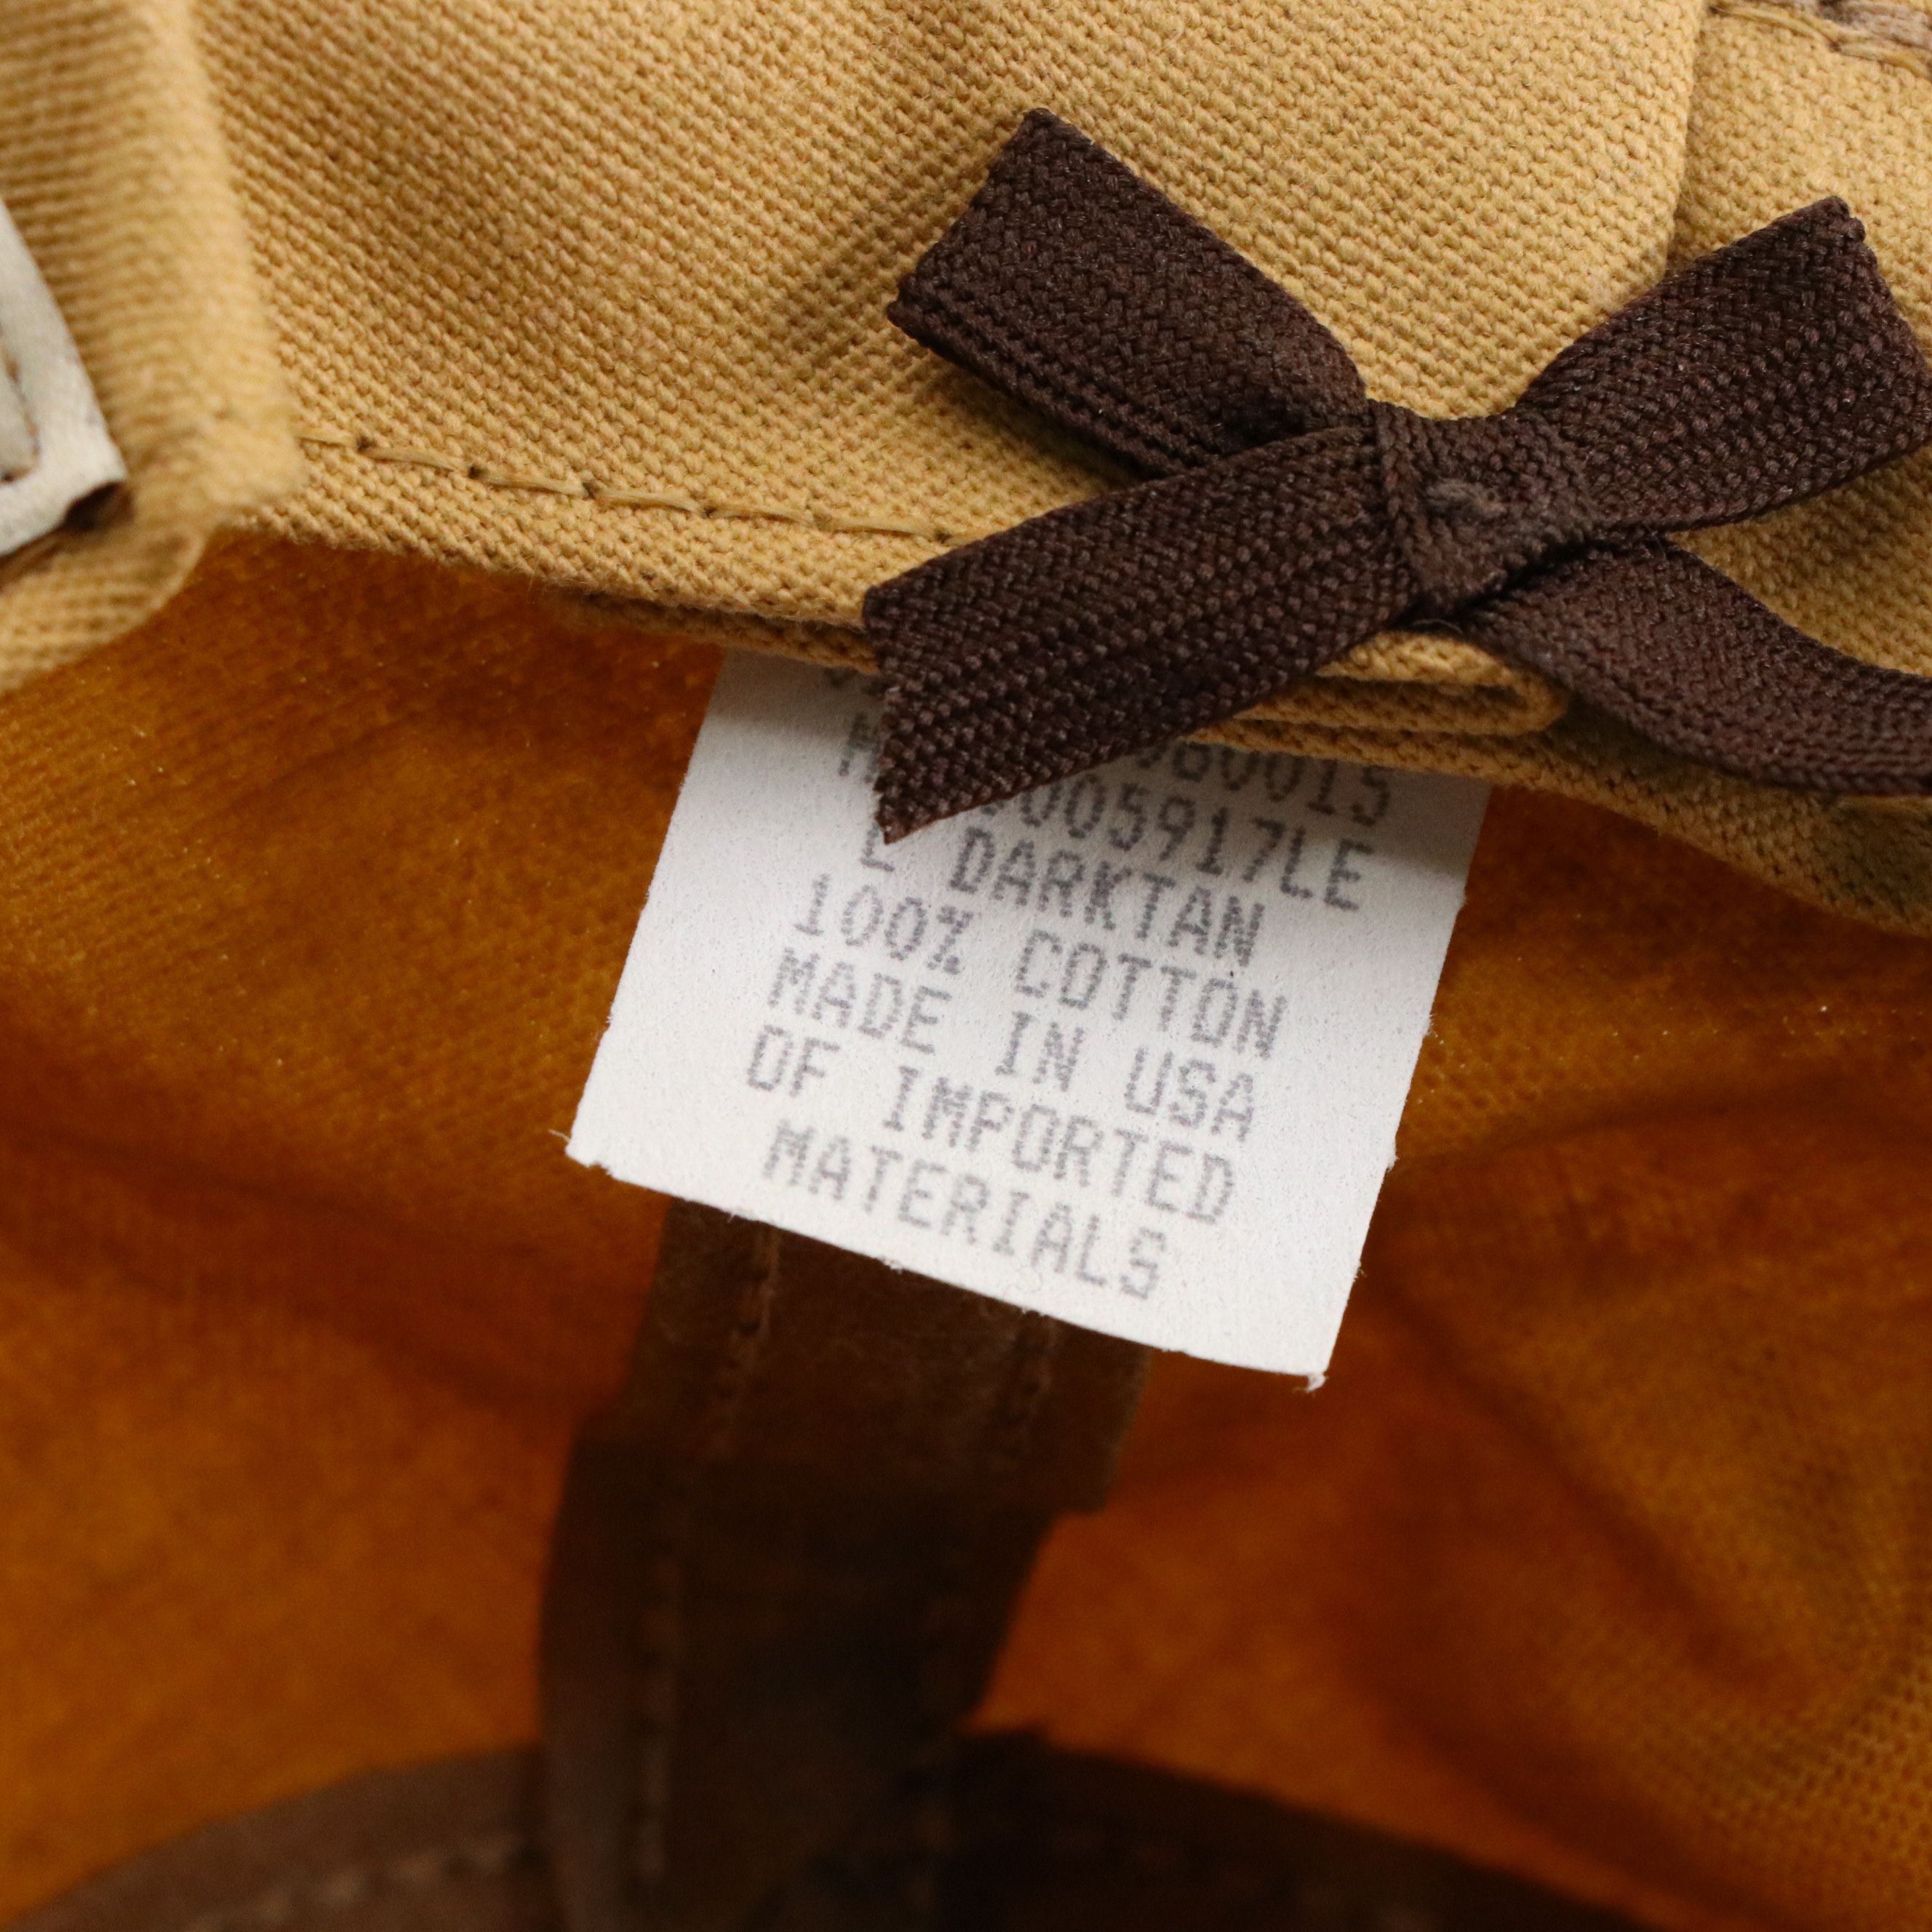 L DARKTAN
100% COTTON
MADE IN USA
OF IMPORTED
MATERIALS